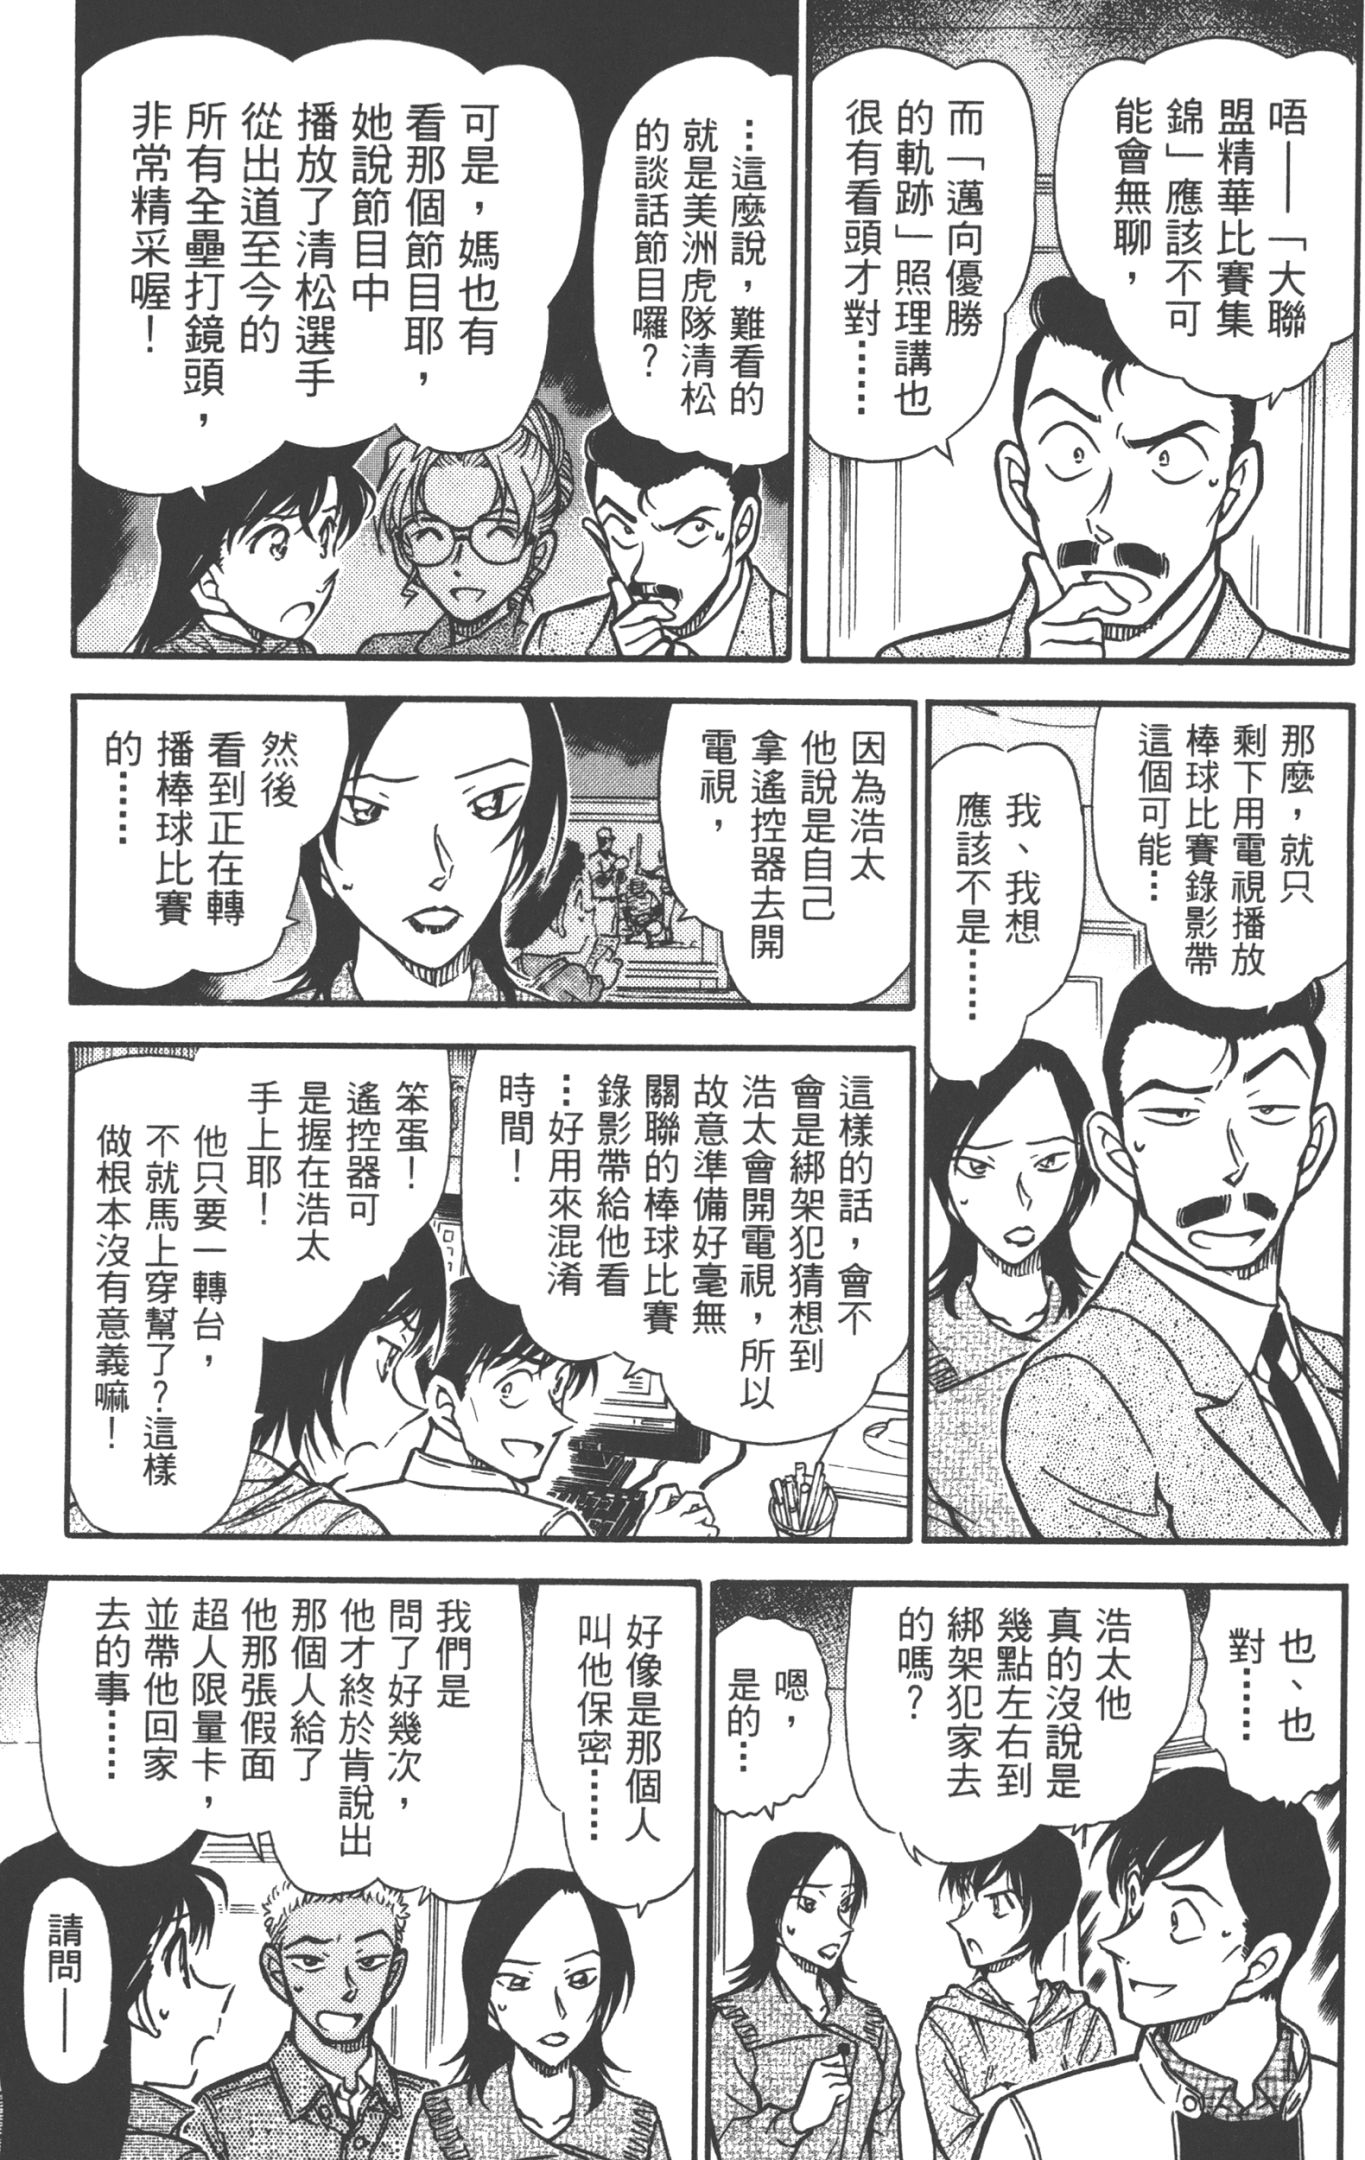 唔——「大聯
盟精華比賽集
錦」應該不可
能會無聊，
而「邁向優勝
的軌跡」照理講也
很有看頭才對……
…這麼說，難看的
就是美洲虎隊清松
的談話節目囉？
可是，媽也有
看那個節目耶，
她說節目中
播放了清松選手
從出道至今的
所有全壘打鏡頭，
非常精采喔！
那麼，就只
剩下用電視播放
棒球比賽錄影帶
這個可能…
我、我想
應該不是……
因為浩太
他說是自己
拿遙控器去開
電視，
然後
看到正在轉
播棒球比賽
的……
這樣的話，會不
會是綁架犯猜想到
浩太會開電視，所以
故意準備好毫無
關聯的棒球比賽
錄影帶給他看
…好用來混淆
時間！
笨蛋！
遙控器可
是握在浩太
手上耶！
他只要一轉台，
不就馬上穿幫了？這樣
做根本沒有意義嘛！
也、也
對……
浩太他
真的沒說是
幾點左右到
綁架犯家去
的嗎？
嗯，
是的…
好像是那個人
叫他保密……
我們是
問了好幾次，
他才終於肯說出
那個人給了
他那張假面
超人限量卡，
並帶他回家
去的事……
請問——